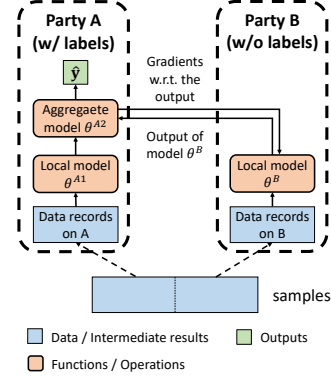 Party A
(w/ labels)
Party B
(w/o labels)
ŷ
Gradients
w.r.t. the
output
Aggregaete
model θ^{A2}
Output of
model θ^B
Local model
θ^{A1}
Local model
θ^B
Data records
on A
Data records
on B
samples
Data / Intermediate results
Outputs
Functions / Operations